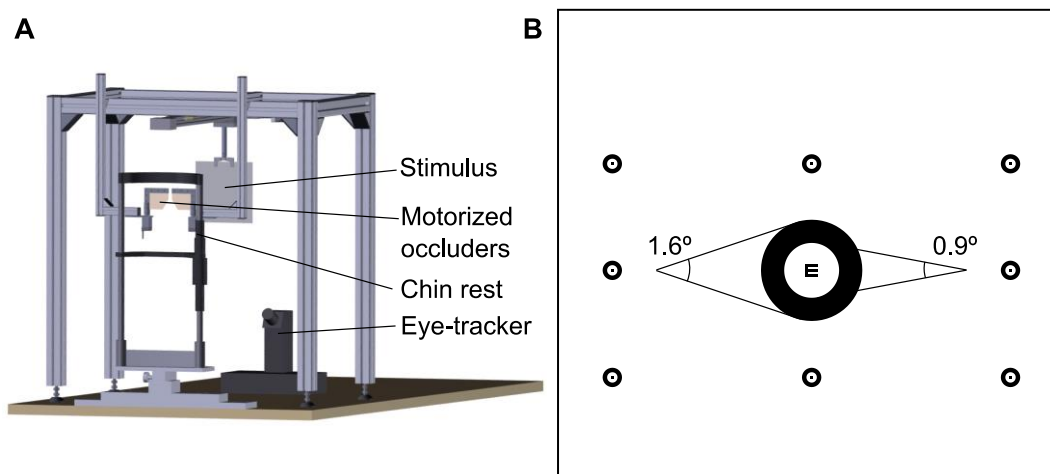 A
Stimulus
Motorized
occluders
Chin rest
Eye-tracker
B
1.6º
0.9º
E